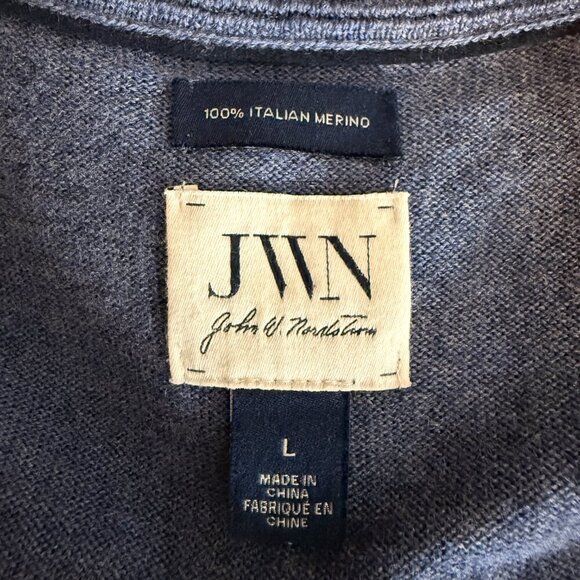 100% ITALIAN MERINO
JWN
John W. Nordstrom
L
MADE IN
CHINA
FABRIQUÉ EN
CHINE